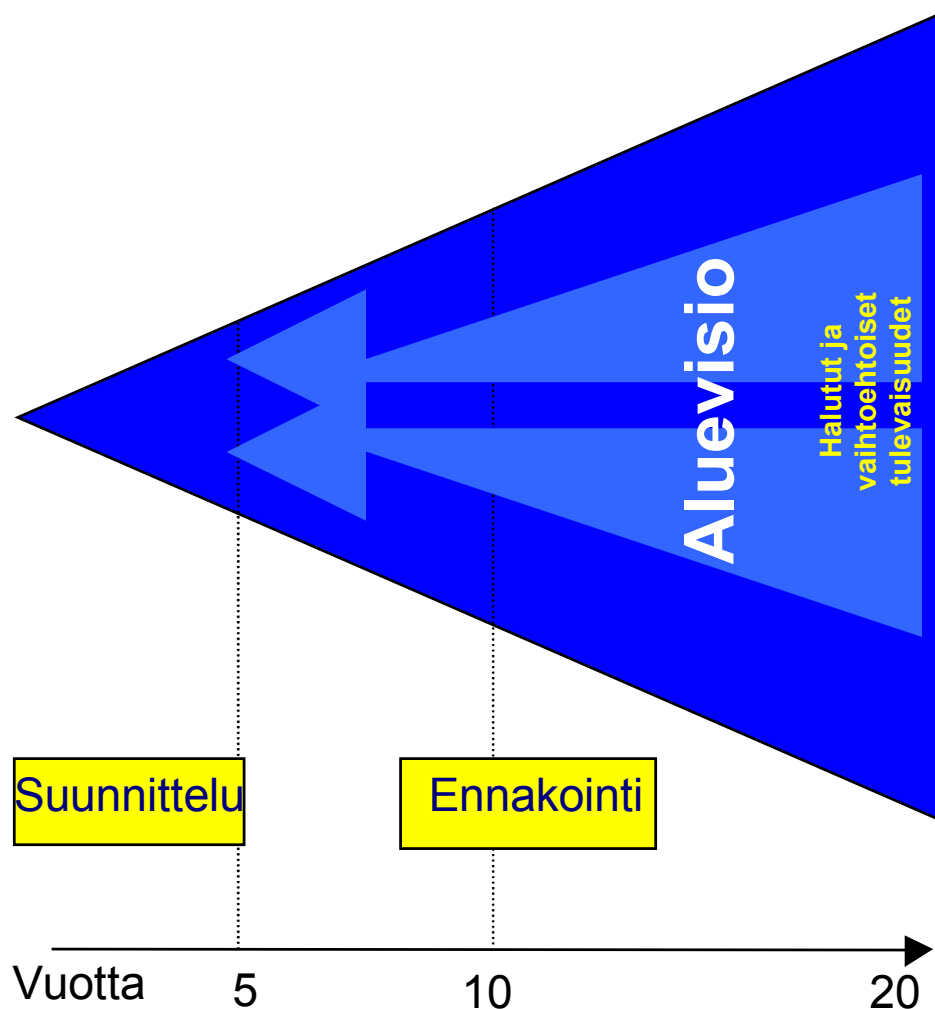 Aluevisio
Halutut ja
vaihtoehtoiset
tulevaisuudet
Suunnittelu
Ennakointi
Vuotta
5
10
20